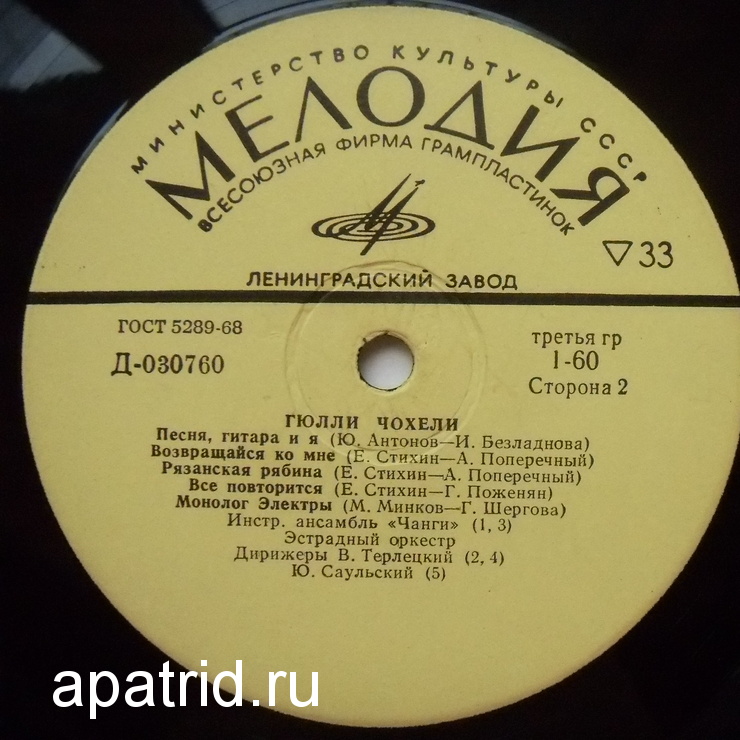 МИНИСТЕРСТВО КУЛЬТУРЫ СССР
МЕЛОДИЯ
ВСЕСОЮЗНАЯ ФИРМА ГРАМПЛАСТИНОК
▽33
ЛЕНИНГРАДСКИЙ ЗАВОД
ГОСТ 5289-68
третья гр
Д-030760
1-60
Сторона 2
ГЮЛЛИ ЧОХЕЛИ
Песня, гитара и я (Ю. Антонов—И. Безладнова)
Возвращайся ко мне (Е. Стихин—А. Поперечный)
Рязанская рябина (Е. Стихин—А. Поперечный)
Все повторится (Е. Стихин—Г. Поженян)
Монолог Электры (М. Минков—Г. Шергова)
Инстр. ансамбль «Чанги» (1, 3)
Эстрадный оркестр
Дирижеры В. Терлецкий (2, 4)
Ю. Саульский (5)
apatrid.ru